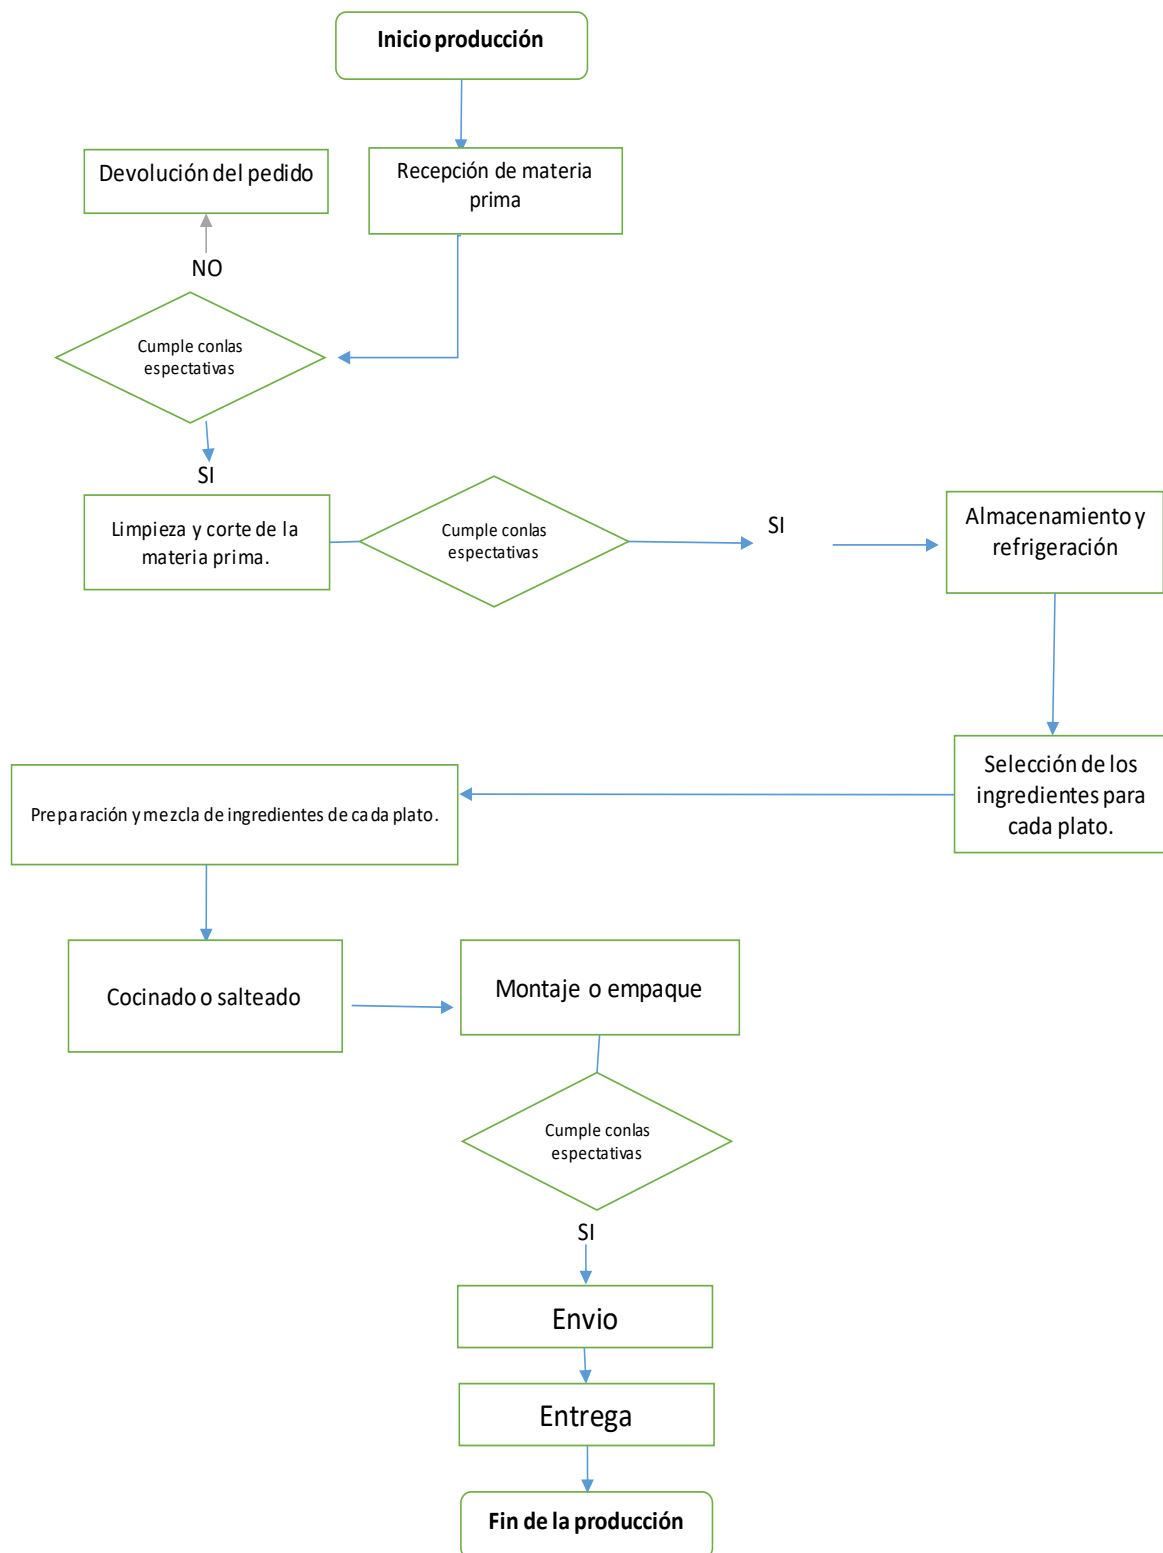 Inicio producción
Devolución del pedido
Recepción de materia
prima
NO
Cumple conlas
espectativas
SI
Limpieza y corte de la
materia prima.
Cumple conlas
espectativas
SI
Almacenamiento y
refrigeración
Selección de los
ingredientes para
cada plato.
Preparación y mezcla de ingredientes de cada plato.
Cocinado o salteado
Montaje o empaque
Cumple conlas
espectativas
SI
Envio
Entrega
Fin de la producción